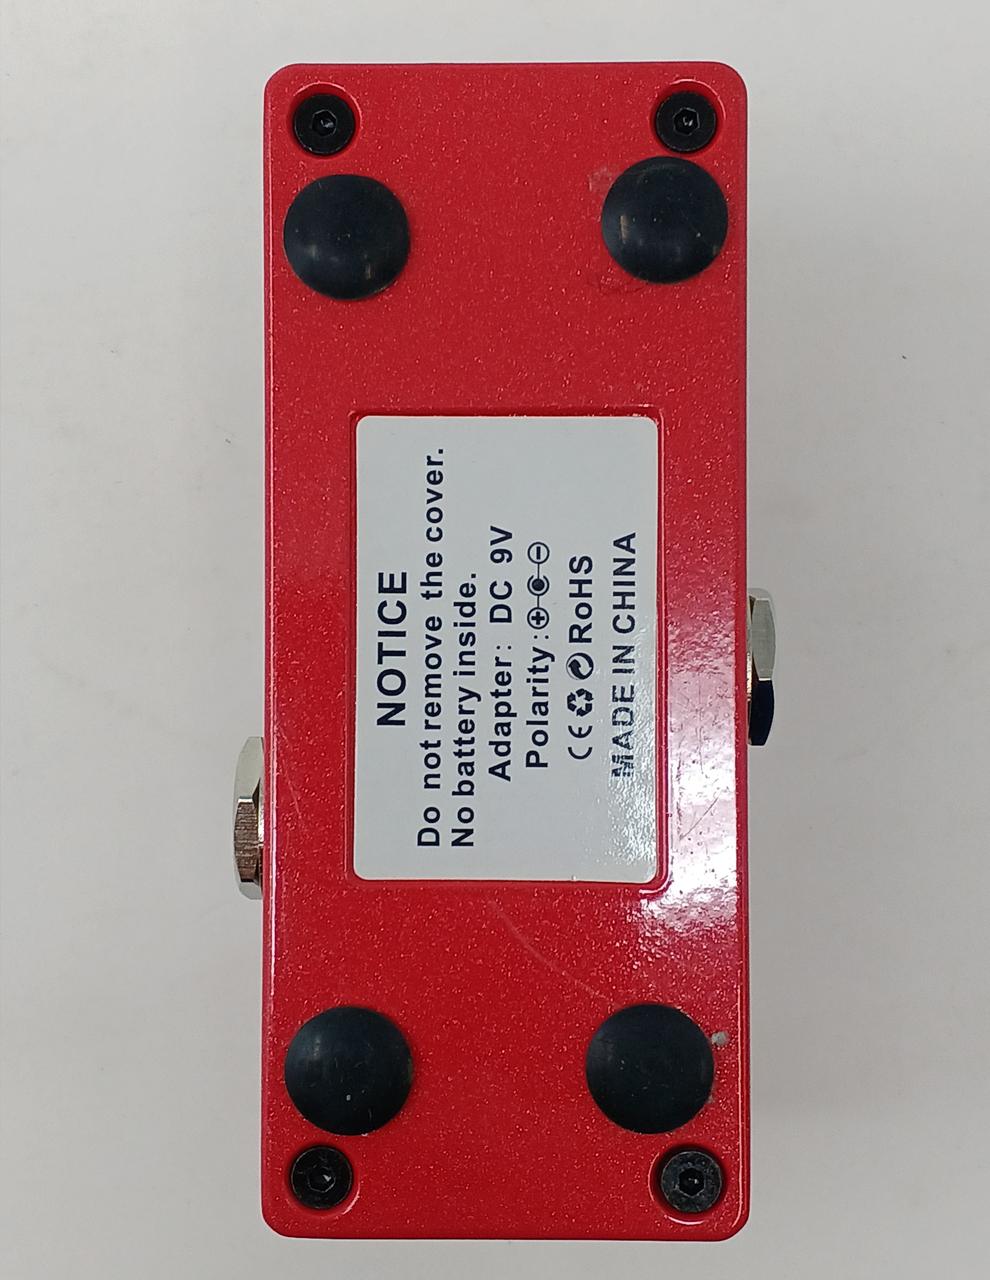 NOTICE
Do not remove the cover.
No battery inside.
Adapter: DC 9V
Polarity:
CE RoHS
MADE IN CHINA